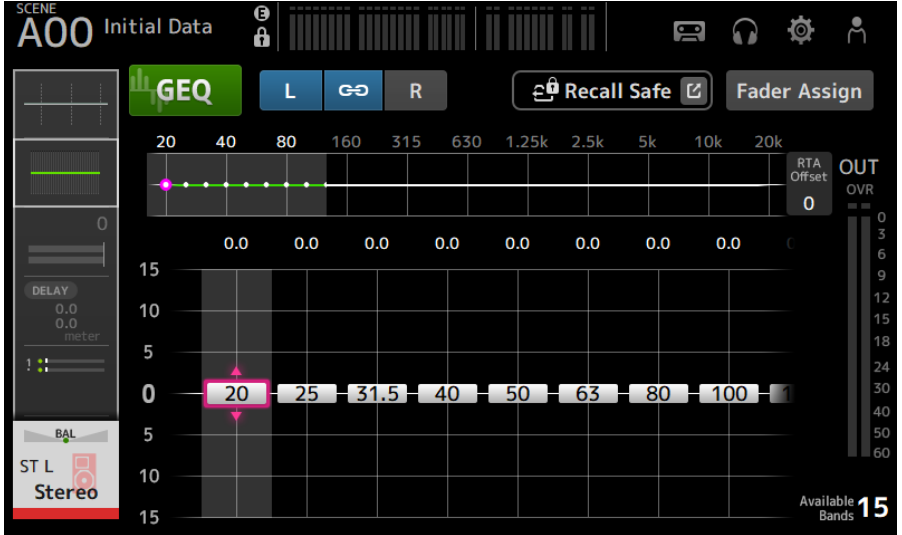 SCENE
A00 Initial Data
E
GEQ
L
R
Recall Safe
Fader Assign
20 40 80 160 315 630 1.25k 2.5k 5k 10k 20k
RTA
Offset
0
OUT
OVR
0
3
6
9
12
15
18
24
30
40
50
60
0
DELAY
0.0
0.0
meter
!
BAL
ST L
Stereo
0.0 0.0 0.0 0.0 0.0 0.0 0.0 0.0
15
10
5
0 20 25 31.5 40 50 63 80 100
5
10
15
Available
Bands 15